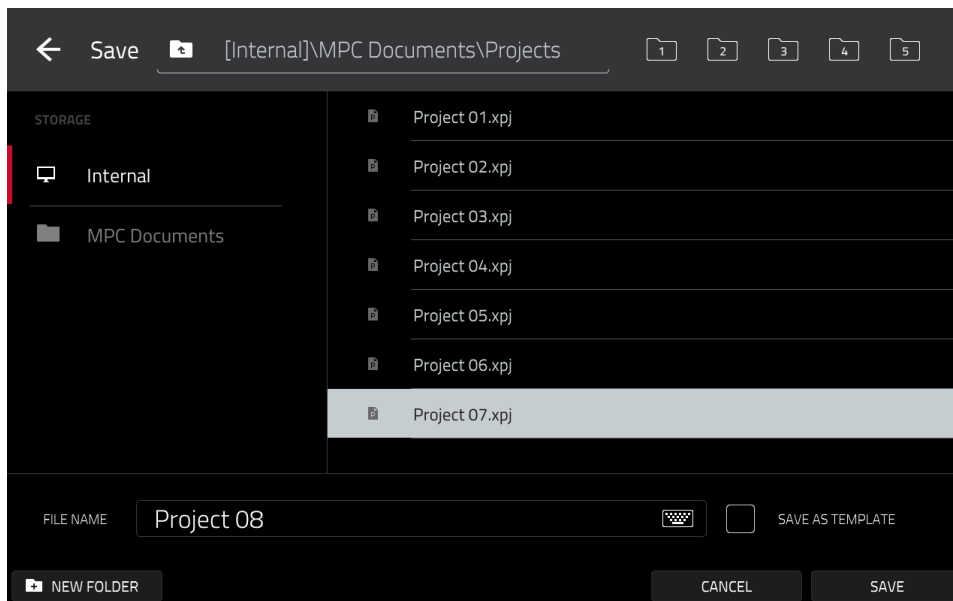 Save [Internal]\MPC Documents\Projects 1 2 3 4 5
STORAGE
Internal
MPC Documents
Project 01.xpj
Project 02.xpj
Project 03.xpj
Project 04.xpj
Project 05.xpj
Project 06.xpj
Project 07.xpj
FILE NAME Project 08 SAVE AS TEMPLATE
NEW FOLDER CANCEL SAVE